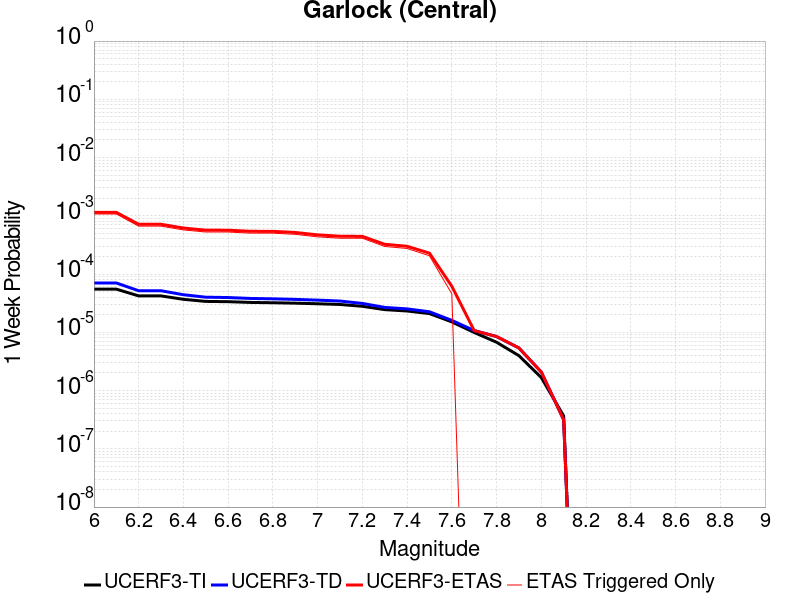 Garlock (Central)
10^0
10^-1
10^-2
10^-3
10^-4
10^-5
10^-6
10^-7
10^-8
1 Week Probability
6 6.2 6.4 6.6 6.8 7 7.2 7.4 7.6 7.8 8 8.2 8.4 8.6 8.8 9
Magnitude
UCERF3-TI UCERF3-TD UCERF3-ETAS ETAS Triggered Only